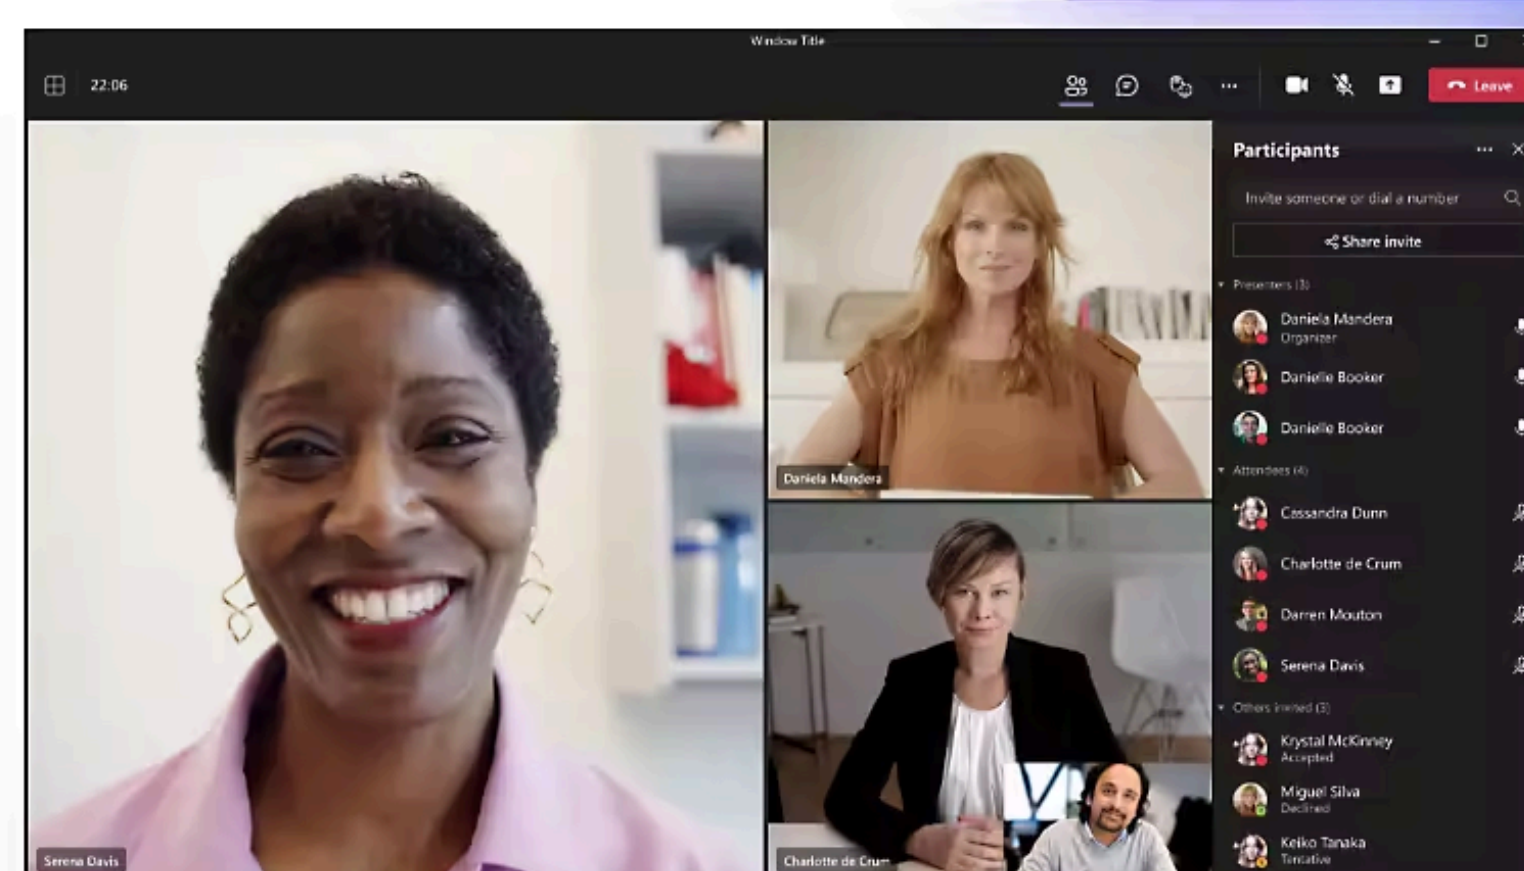 Window Title
22:06
Leave
Participants
Invite someone or dial a number
Share invite
Presenters (3)
Daniela Mandera
Organizer
Danielle Booker
Danielle Booker
Attendees (4)
Cassandra Dunn
Charlotte de Crum
Darren Mouton
Serena Davis
Others invited (3)
Krystal McKinney
Accepted
Miguel Silva
Declined
Keiko Tanaka
Tentative
Daniela Mandera
Serena Davis
Charlotte de Crum